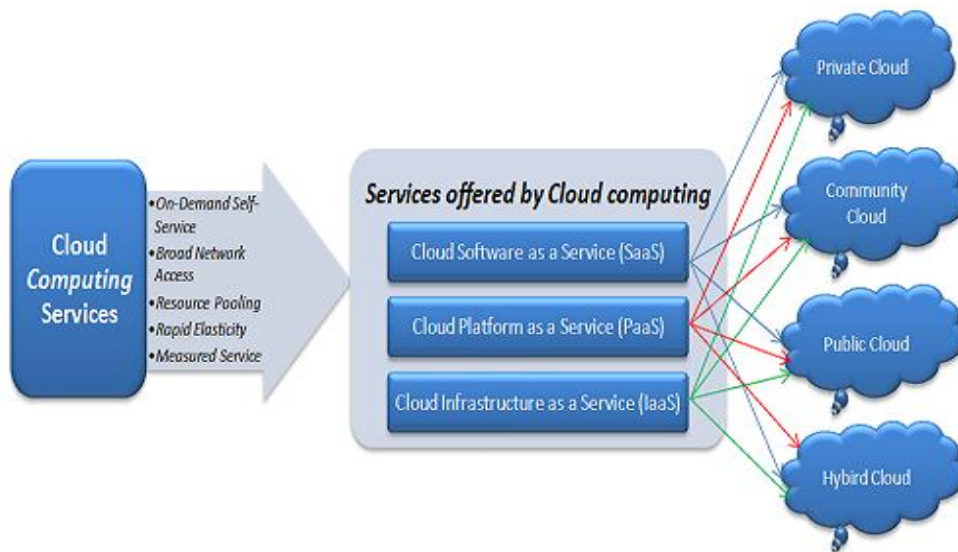 Cloud
Computing
Services
•On-Demand Self-
Service
•Broad Network
Access
•Resource Pooling
•Rapid Elasticity
•Measured Service
Services offered by Cloud computing
Cloud Software as a Service (SaaS)
Cloud Platform as a Service (PaaS)
Cloud Infrastructure as a Service (IaaS)
Private Cloud
Community
Cloud
Public Cloud
Hybird Cloud